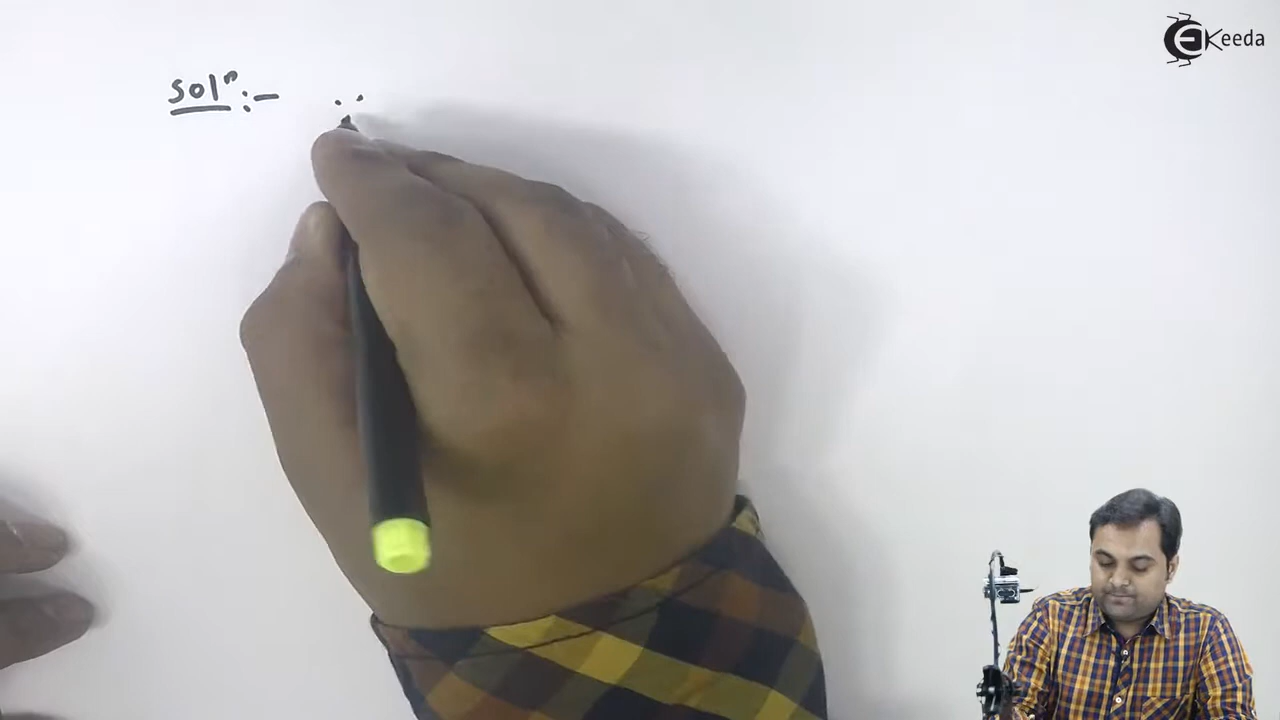 Solⁿ :- ∵
EKeeda